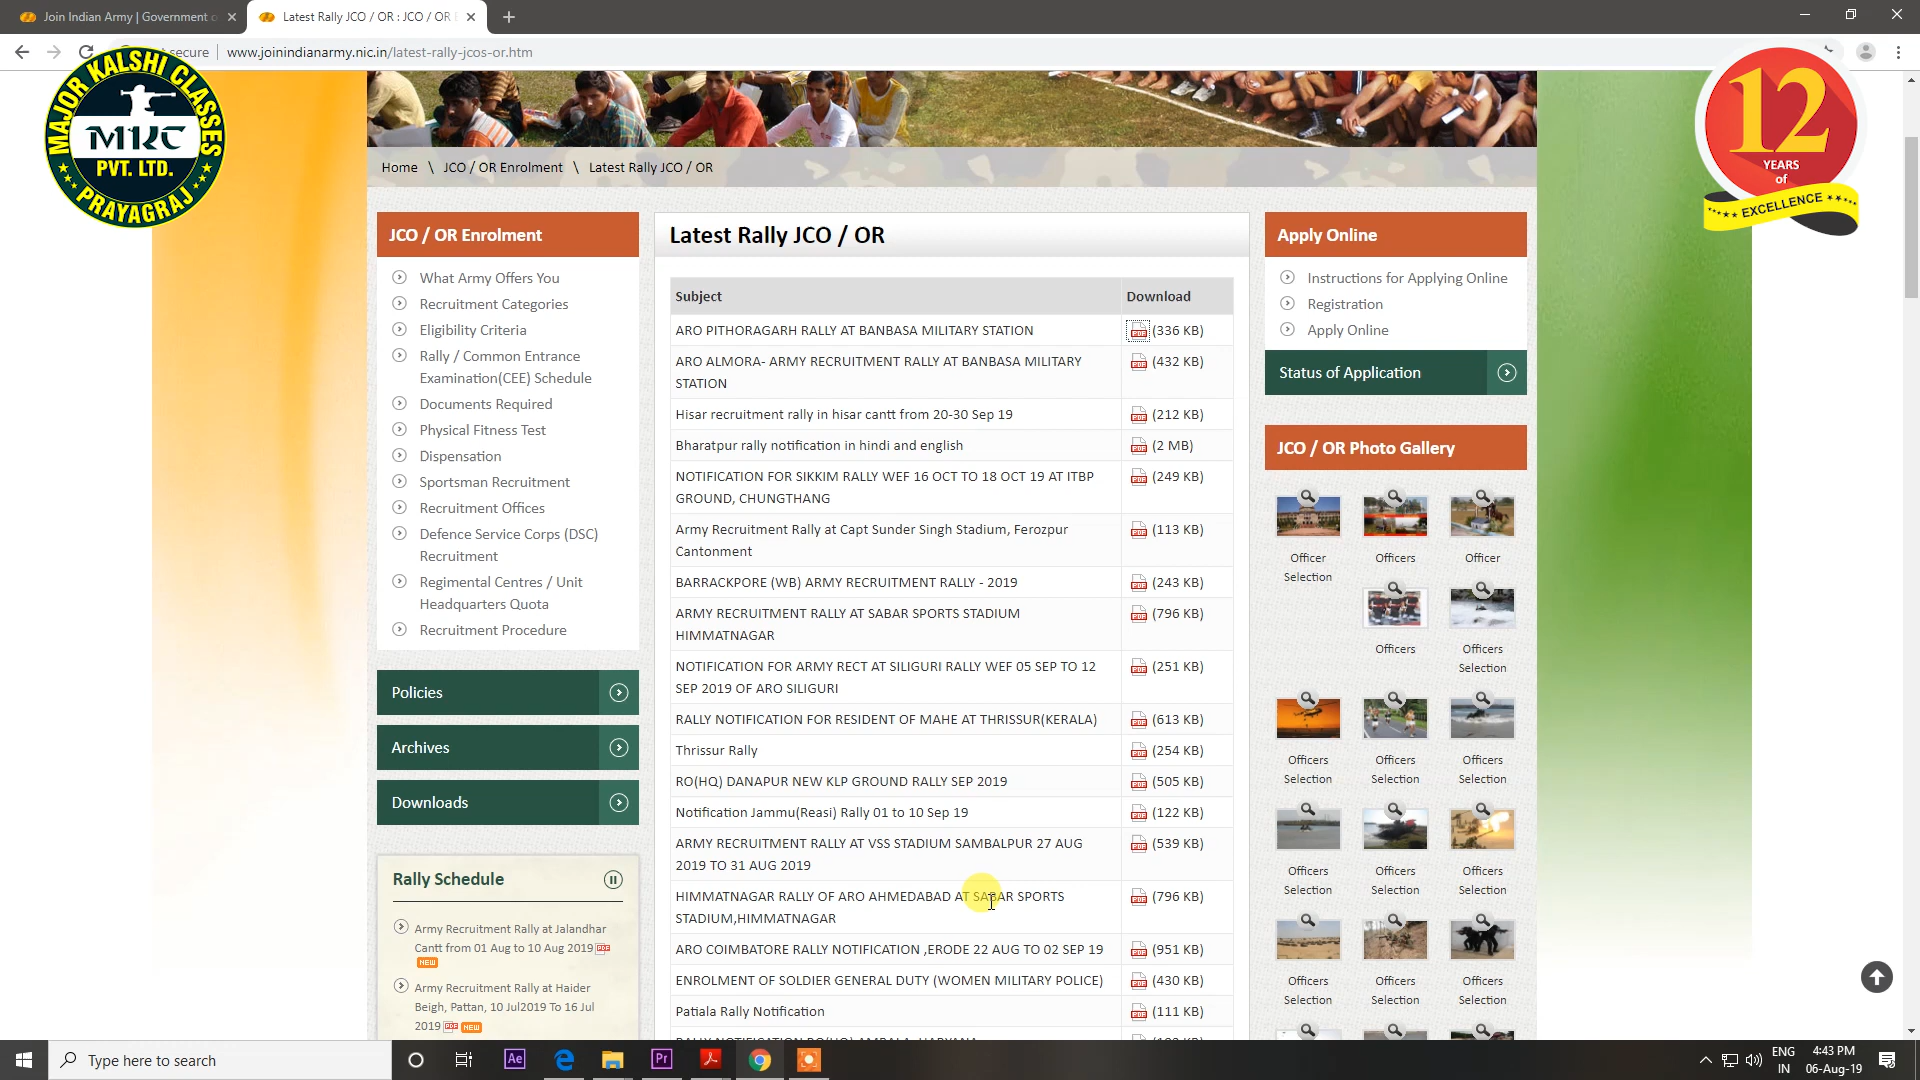 Join Indian Army | Government o
Latest Rally JCO / OR : JCO / OR E
secure
www.joinindianarmy.nic.in/latest-rally-jcos-or.htm
MAJOR KALSHI CLASSES
MKC
PVT. LTD.
PRAYAGRAJ
12
YEARS
of
EXCELLENCE
Home \ JCO / OR Enrolment \ Latest Rally JCO / OR
JCO / OR Enrolment
What Army Offers You
Recruitment Categories
Eligibility Criteria
Rally / Common Entrance
Examination(CEE) Schedule
Documents Required
Physical Fitness Test
Dispensation
Sportsman Recruitment
Recruitment Offices
Defence Service Corps (DSC)
Recruitment
Regimental Centres / Unit
Headquarters Quota
Recruitment Procedure
Policies
Archives
Downloads
Rally Schedule
Army Recruitment Rally at Jalandhar
Cantt from 01 Aug to 10 Aug 2019
NEW
Army Recruitment Rally at Haider
Beigh, Pattan, 10 Jul2019 To 16 Jul
2019 NEW
Latest Rally JCO / OR
Subject Download
ARO PITHORAGARH RALLY AT BANBASA MILITARY STATION (336 KB)
ARO ALMORA- ARMY RECRUITMENT RALLY AT BANBASA MILITARY (432 KB)
STATION
Hisar recruitment rally in hisar cantt from 20-30 Sep 19 (212 KB)
Bharatpur rally notification in hindi and english (2 MB)
NOTIFICATION FOR SIKKIM RALLY WEF 16 OCT TO 18 OCT 19 AT ITBP (249 KB)
GROUND, CHUNGTHANG
Army Recruitment Rally at Capt Sunder Singh Stadium, Ferozpur (113 KB)
Cantonment
BARRACKPORE (WB) ARMY RECRUITMENT RALLY - 2019 (243 KB)
ARMY RECRUITMENT RALLY AT SABAR SPORTS STADIUM (796 KB)
HIMMATNAGAR
NOTIFICATION FOR ARMY RECT AT SILIGURI RALLY WEF 05 SEP TO 12 (251 KB)
SEP 2019 OF ARO SILIGURI
RALLY NOTIFICATION FOR RESIDENT OF MAHE AT THRISSUR(KERALA) (613 KB)
Thrissur Rally (254 KB)
RO(HQ) DANAPUR NEW KLP GROUND RALLY SEP 2019 (505 KB)
Notification Jammu(Reasi) Rally 01 to 10 Sep 19 (122 KB)
ARMY RECRUITMENT RALLY AT VSS STADIUM SAMBALPUR 27 AUG (539 KB)
2019 TO 31 AUG 2019
HIMMATNAGAR RALLY OF ARO AHMEDABAD AT SABAR SPORTS (796 KB)
STADIUM,HIMMATNAGAR
ARO COIMBATORE RALLY NOTIFICATION ,ERODE 22 AUG TO 02 SEP 19 (951 KB)
ENROLMENT OF SOLDIER GENERAL DUTY (WOMEN MILITARY POLICE) (430 KB)
Patiala Rally Notification (111 KB)
Apply Online
Instructions for Applying Online
Registration
Apply Online
Status of Application
JCO / OR Photo Gallery
Officer Selection
Officers
Officer
Officers
Officers Selection
Officers Selection
Officers Selection
Officers Selection
Officers Selection
Officers Selection
Officers Selection
Officers Selection
Officers Selection
Officers Selection
Type here to search
Ae
Pr
ENG
IN
4:43 PM
06-Aug-19